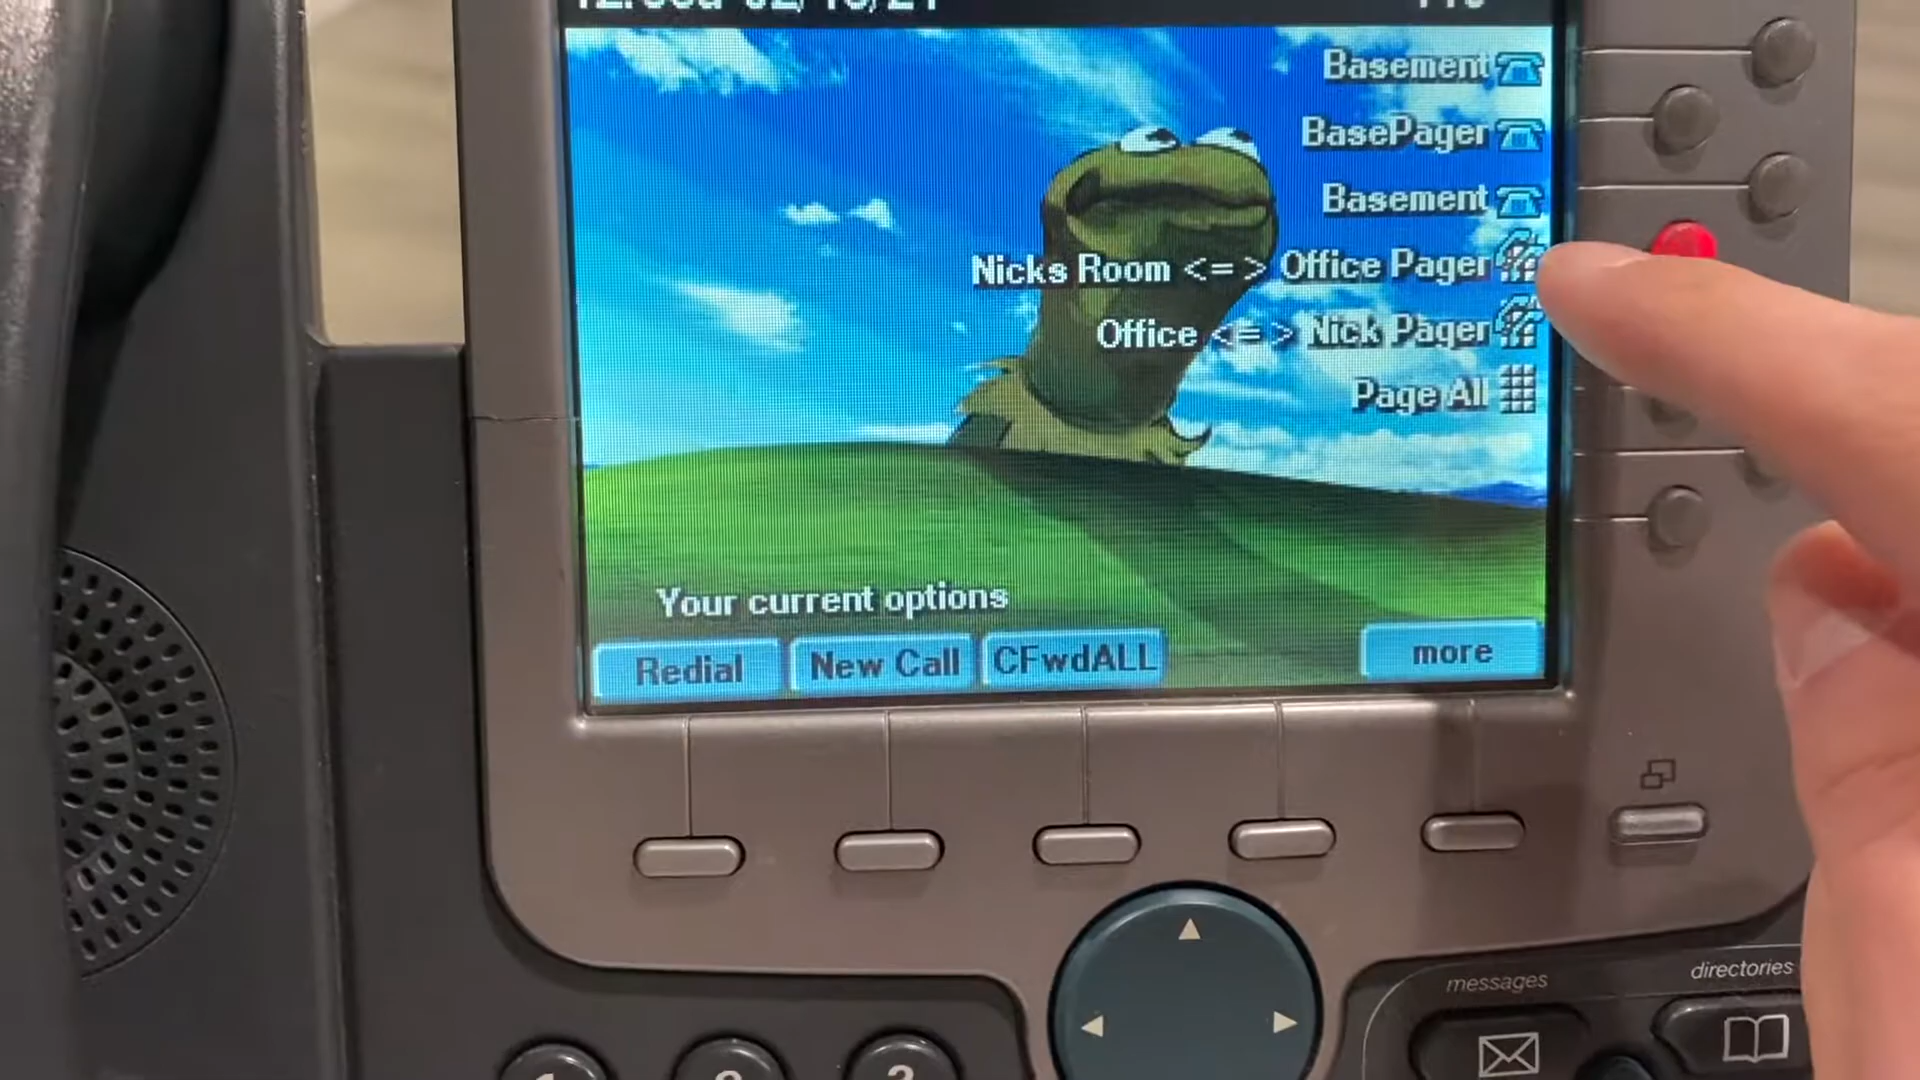 Basement
BasePager
Basement
Nicks Room <=> Office Pager
Office <=> Nick Pager
Page All
Your current options
Redial
New Call
CFwdALL
more
messages
directories